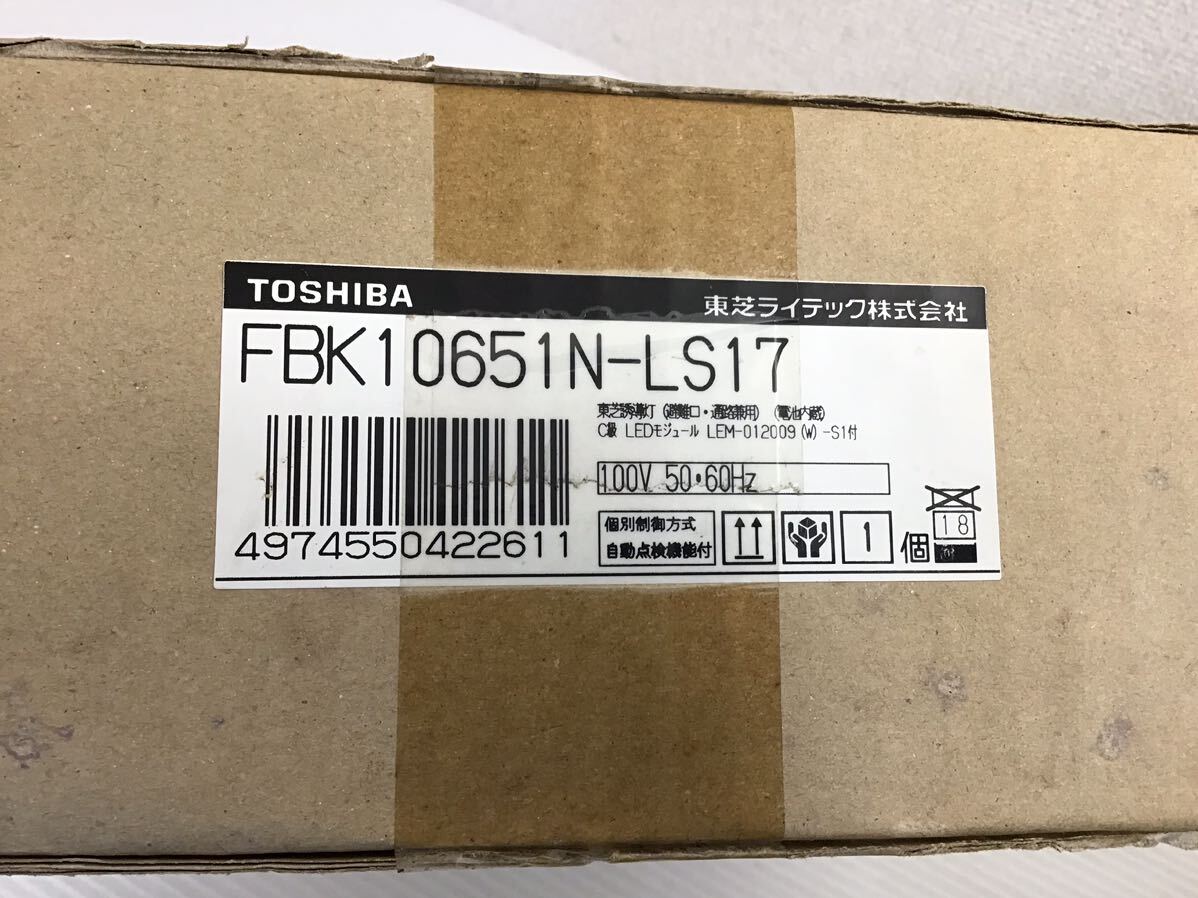 TOSHIBA 東芝ライテック株式会社
FBK10651N-LS17
東芝誘導灯(避難口・通路兼用)(電池内蔵)
C級 LEDモジュール LEM-012009(W)-S1付
100V 50・60Hz
4974550422611
個別制御方式
自動点検機能付
1 個
18